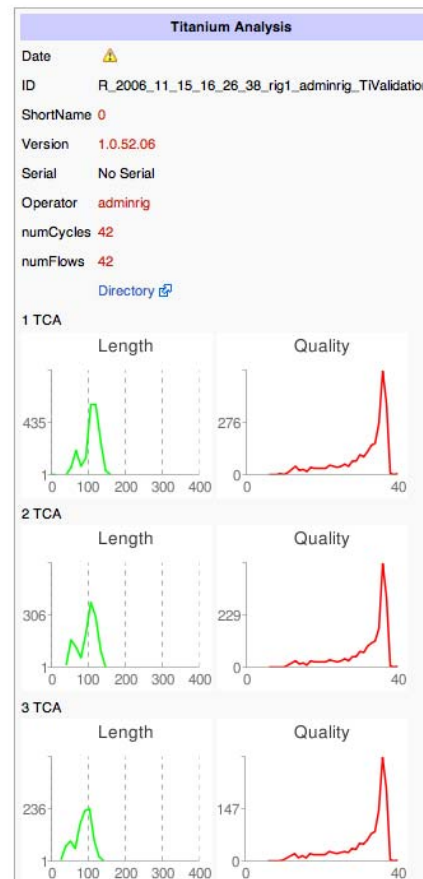 Titanium Analysis
Date
ID R_2006_11_15_16_26_38_rig1_adminrig_TiValidation
ShortName 0
Version 1.0.52.06
Serial No Serial
Operator adminrig
numCycles 42
numFlows 42
Directory
1 TCA
Length Quality
435 276
1 0
0 100 200 300 400 40
2 TCA
Length Quality
306 229
1 0
0 100 200 300 400 40
3 TCA
Length Quality
236 147
1 0
0 100 200 300 400 40